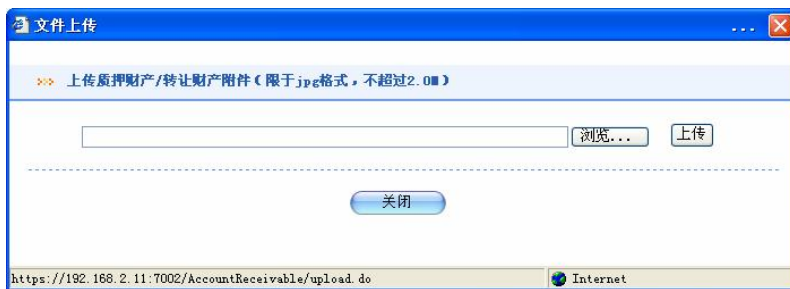 文件上传 ...
>>> 上传质押财产/转让财产附件(限于jpg格式,不超过2.0M)
浏览... 上传
关闭
https://192.168.2.11:7002/AccountReceivable/upload.do Internet